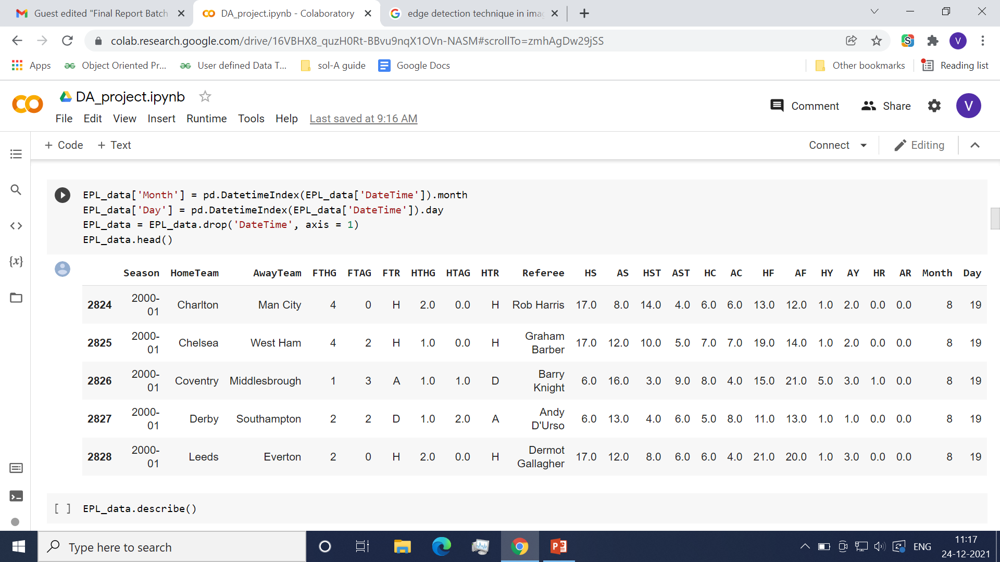 Guest edited "Final Report Batch
DA_project.ipynb - Colaboratory
edge detection technique in imag
colab.research.google.com/drive/16VBHX8_quzH0Rt-BBvu9nqX1OVn-NASM#scrollTo=zmhAgDw29jSS
V
Apps
Object Oriented Pr...
User defined Data T...
sol-A guide
Google Docs
Other bookmarks
Reading list
DA_project.ipynb
Comment
Share
V
File Edit View Insert Runtime Tools Help Last saved at 9:16 AM
+ Code + Text
Connect
Editing
EPL_data['Month'] = pd.DatetimeIndex(EPL_data['DateTime']).month
EPL_data['Day'] = pd.DatetimeIndex(EPL_data['DateTime']).day
EPL_data = EPL_data.drop('DateTime', axis = 1)
EPL_data.head()
Season HomeTeam AwayTeam FTHG FTAG FTR HTHG HTAG HTR Referee HS AS HST AST HC AC HF AF HY AY HR AR Month Day
2824 2000-01 Charlton Man City 4 0 H 2.0 0.0 H Rob Harris 17.0 8.0 14.0 4.0 6.0 6.0 13.0 12.0 1.0 2.0 0.0 0.0 8 19
2825 2000-01 Chelsea West Ham 4 2 H 1.0 0.0 H Graham Barber 17.0 12.0 10.0 5.0 7.0 7.0 19.0 14.0 1.0 2.0 0.0 0.0 8 19
2826 2000-01 Coventry Middlesbrough 1 3 A 1.0 1.0 D Barry Knight 6.0 16.0 3.0 9.0 8.0 4.0 15.0 21.0 5.0 3.0 1.0 0.0 8 19
2827 2000-01 Derby Southampton 2 2 D 1.0 2.0 A Andy D'Urso 6.0 13.0 4.0 6.0 5.0 8.0 11.0 13.0 1.0 1.0 0.0 0.0 8 19
2828 2000-01 Leeds Everton 2 0 H 2.0 0.0 H Dermot Gallagher 17.0 12.0 8.0 6.0 6.0 4.0 21.0 20.0 1.0 3.0 0.0 0.0 8 19
[ ] EPL_data.describe()
Type here to search
ENG
11:17
24-12-2021